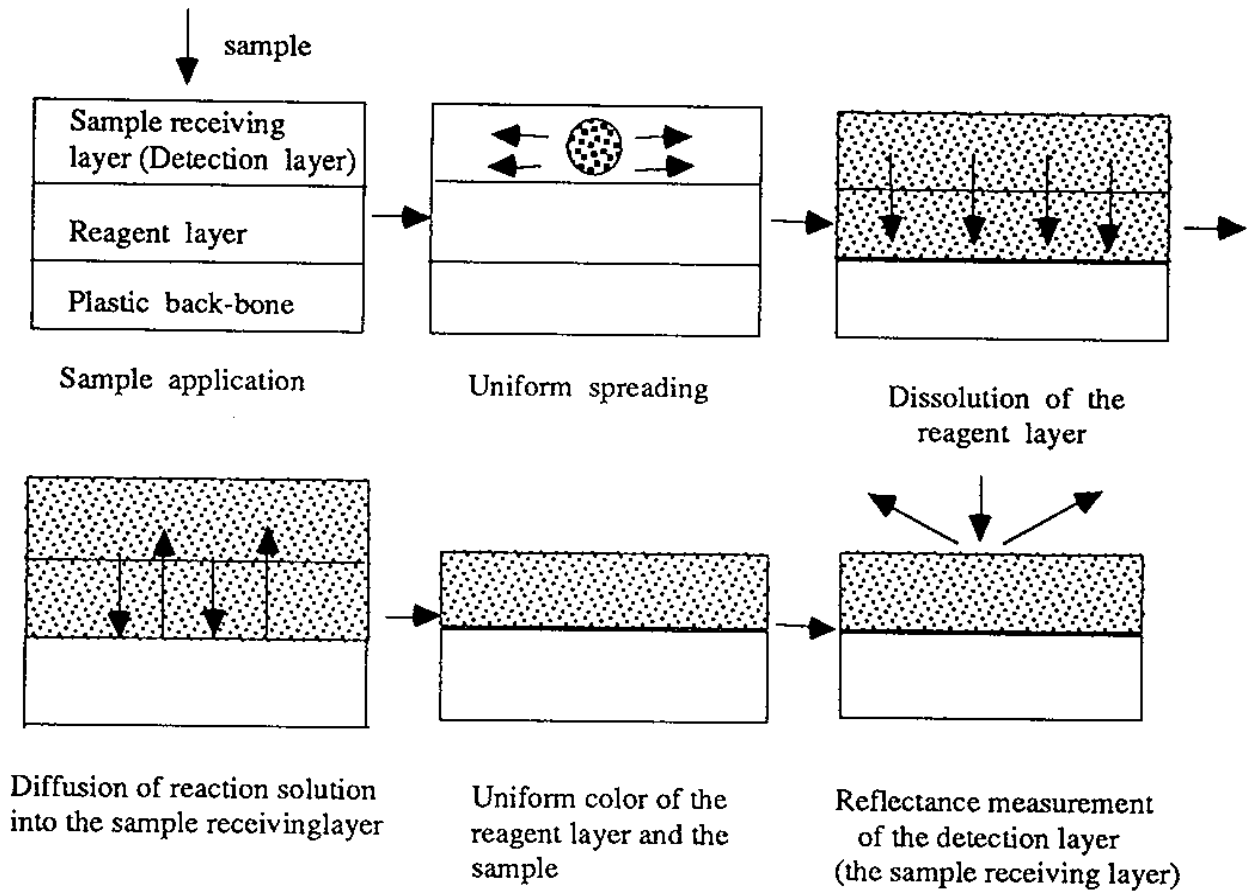 sample
Sample receiving
layer (Detection layer)
Reagent layer
Plastic back-bone
Sample application
Uniform spreading
Dissolution of the
reagent layer
Diffusion of reaction solution
into the sample receivinglayer
Uniform color of the
reagent layer and the
sample
Reflectance measurement
of the detection layer
(the sample receiving layer)